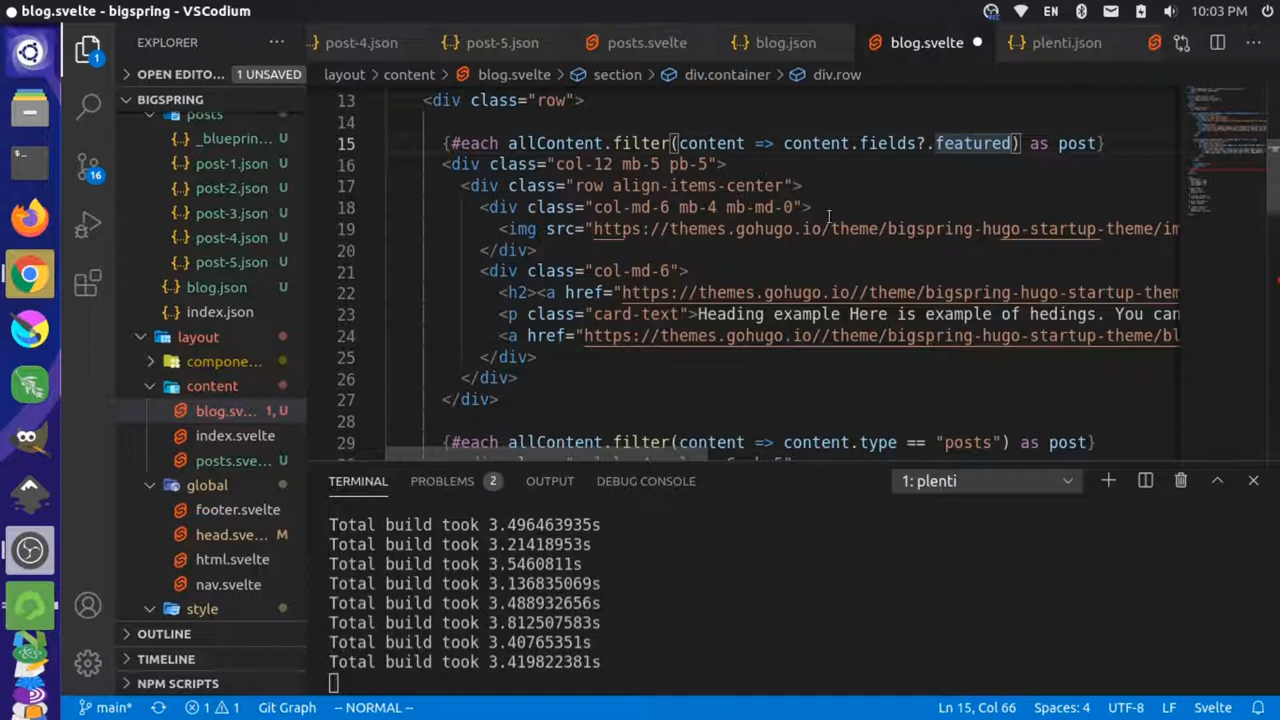 blog.svelte - bigspring - VSCodium
EN
10:03 PM
EXPLORER
post-4.json
post-5.json
posts.svelte
blog.json
blog.svelte
plenti.json
OPEN EDITO...
1 UNSAVED
layout > content > blog.svelte > section > div.container > div.row
BIGSPRING
posts
_blueprin... U
post-1.json U
post-2.json U
post-3.json U
post-4.json U
post-5.json U
blog.json U
index.json
layout
compone...
content
blog.sv... 1, U
index.svelte
posts.sve... U
global
footer.svelte
head.sve... M
html.svelte
nav.svelte
style
OUTLINE
TIMELINE
NPM SCRIPTS
1
16
13 <div class="row">
14
15 {#each allContent.filter(content => content.fields?.featured) as post}
16 <div class="col-12 mb-5 pb-5">
17 <div class="row align-items-center">
18 <div class="col-md-6 mb-4 mb-md-0">
19 <img src="https://themes.gohugo.io/theme/bigspring-hugo-startup-theme/im
20 </div>
21 <div class="col-md-6">
22 <h2><a href="https://themes.gohugo.io//theme/bigspring-hugo-startup-them
23 <p class="card-text">Heading example Here is example of hedings. You can
24 <a href="https://themes.gohugo.io//theme/bigspring-hugo-startup-theme/bl
25 </div>
26 </div>
27 </div>
28
29 {#each allContent.filter(content => content.type == "posts") as post}
TERMINAL
PROBLEMS 2
OUTPUT
DEBUG CONSOLE
1: plenti
Total build took 3.496463935s
Total build took 3.21418953s
Total build took 3.5460811s
Total build took 3.136835069s
Total build took 3.488932656s
Total build took 3.812507583s
Total build took 3.40765351s
Total build took 3.419822381s
main*
1
1
Git Graph
-- NORMAL --
Ln 15, Col 66
Spaces: 4
UTF-8
LF
Svelte